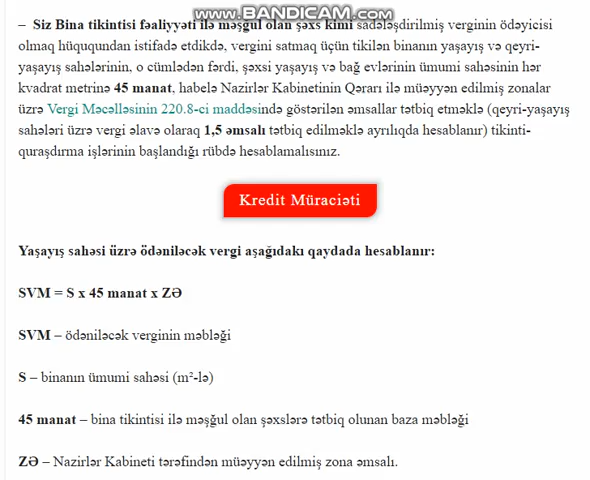 www.BANDICAM.com
– Siz Bina tikintisi fəaliyyəti ilə məşğul olan şəxs kimi sadələşdirilmiş verginin ödəyicisi
olmaq hüququndan istifadə etdikdə, vergini satmaq üçün tikilən binanın yaşayış və qeyri-
yaşayış sahələrinin, o cümlədən fərdi, şəxsi yaşayış və bağ evlərinin ümumi sahəsinin hər
kvadrat metrinə 45 manat, habelə Nazirlər Kabinetinin Qərarı ilə müəyyən edilmiş zonalar
üzrə Vergi Məcəlləsinin 220.8-ci maddəsində göstərilən əmsallar tətbiq etməklə (qeyri-yaşayış
sahələri üzrə vergi əlavə olaraq 1,5 əmsalı tətbiq edilməklə ayrılıqda hesablanır) tikinti-
quraşdırma işlərinin başlandığı rübdə hesablamalısınız.
Kredit Müraciəti
Yaşayış sahəsi üzrə ödəniləcək vergi aşağıdakı qaydada hesablanır:
SVM = S x 45 manat x ZƏ
SVM – ödəniləcək verginin məbləği
S – binanın ümumi sahəsi (m²-lə)
45 manat – bina tikintisi ilə məşğul olan şəxslərə tətbiq olunan baza məbləği
ZƏ – Nazirlər Kabineti tərəfindən müəyyən edilmiş zona əmsalı.